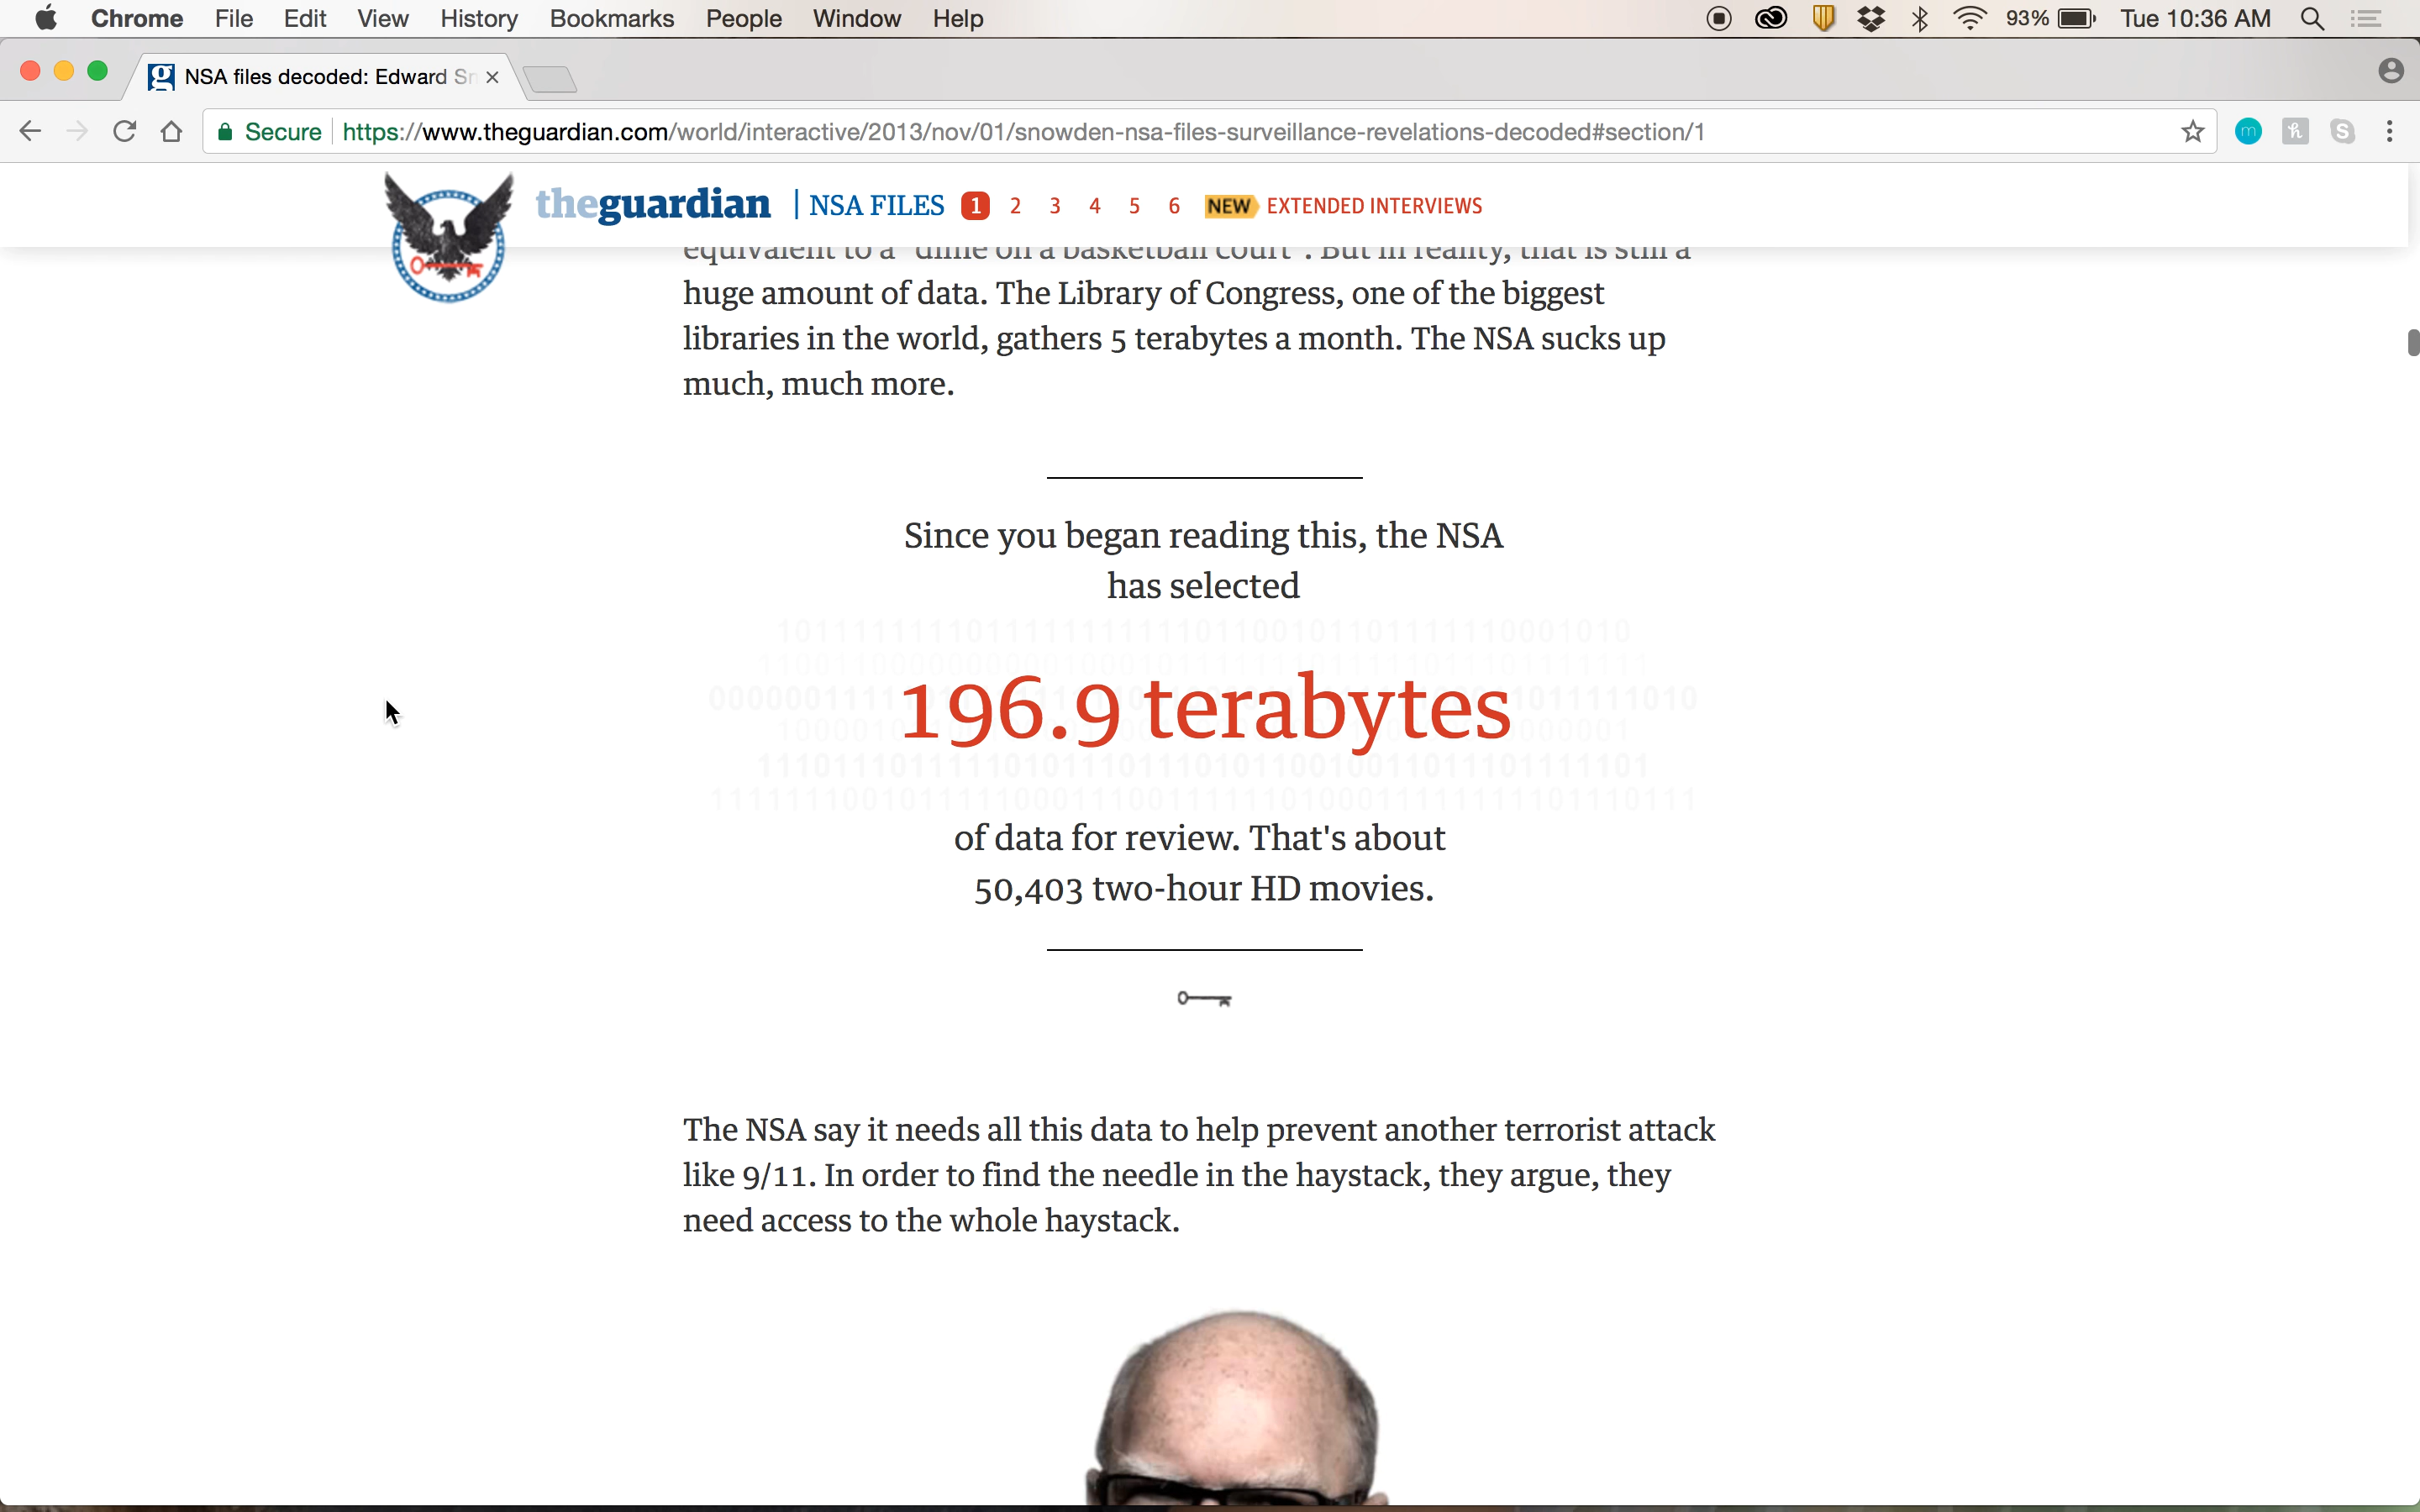 Chrome File Edit View History Bookmarks People Window Help 93% Tue 10:36 AM
NSA files decoded: Edward Sn
Secure https://www.theguardian.com/world/interactive/2013/nov/01/snowden-nsa-files-surveillance-revelations-decoded#section/1
theguardian | NSA FILES 1 2 3 4 5 6 NEW EXTENDED INTERVIEWS
equivalent to a "dime on a basketball court". But in reality, that is still a
huge amount of data. The Library of Congress, one of the biggest
libraries in the world, gathers 5 terabytes a month. The NSA sucks up
much, much more.
Since you began reading this, the NSA
has selected
196.9 terabytes
of data for review. That's about
50,403 two-hour HD movies.
The NSA say it needs all this data to help prevent another terrorist attack
like 9/11. In order to find the needle in the haystack, they argue, they
need access to the whole haystack.